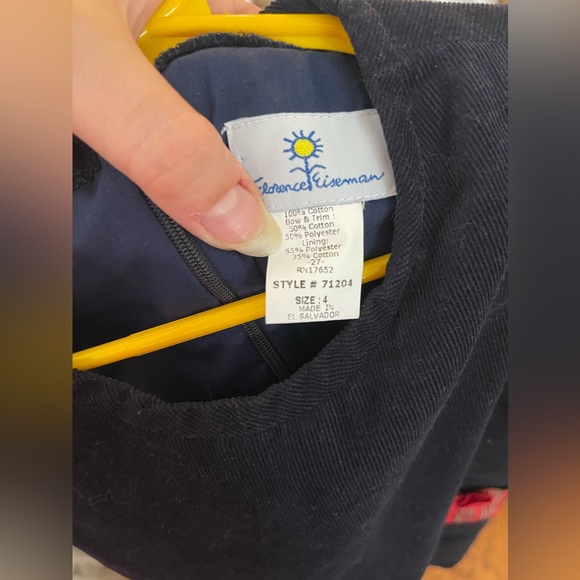 Florence Eiseman
100% Cotton
Bow & Trim :
50% Cotton
50% Polyester
Lining:
65% Polyester
35% Cotton
-27-
RN17652
STYLE # 71204
SIZE: 4
MADE IN
EL SALVADOR